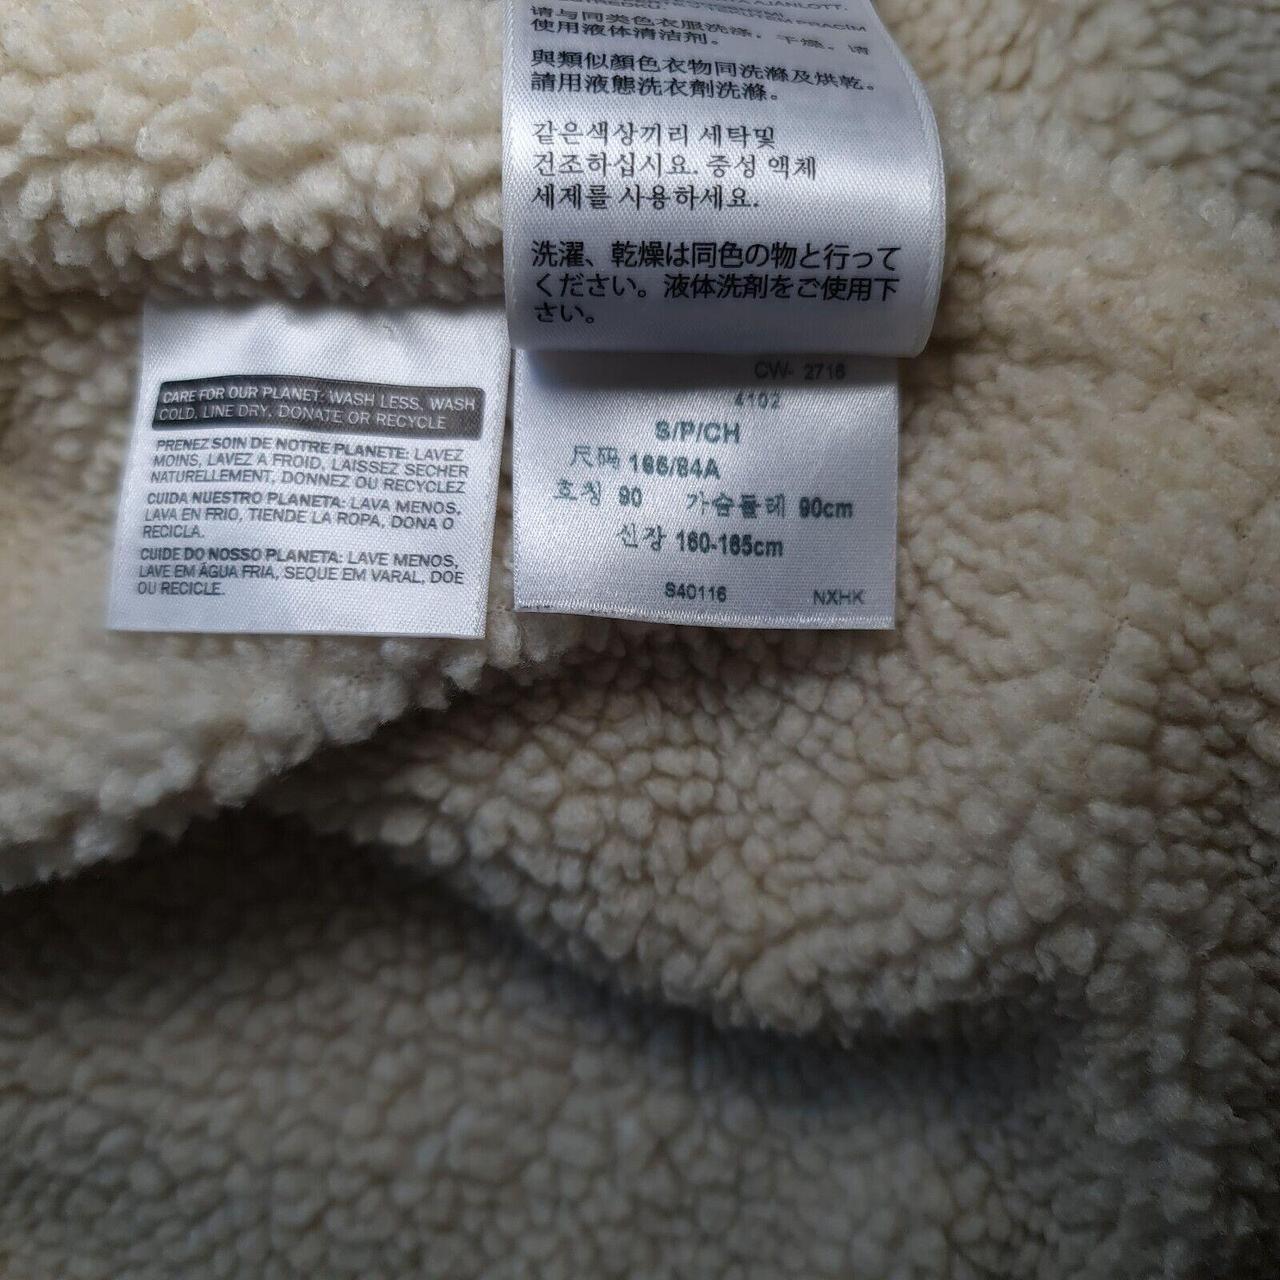 请与同类色衣服洗涤，干燥。请
使用液体清洁剂。
與類似顏色衣物同洗滌及烘乾。
請用液態洗衣劑洗滌。
같은색상끼리 세탁및
건조하십시요. 중성 액체
세제를 사용하세요.
洗濯、乾燥は同色の物と行って
ください。液体洗剤をご使用下
さい。
CARE FOR OUR PLANET: WASH LESS, WASH
COLD, LINE DRY, DONATE OR RECYCLE
PRENEZ SOIN DE NOTRE PLANETE: LAVEZ
MOINS, LAVEZ A FROID, LAISSEZ SECHER
NATURELLEMENT, DONNEZ OU RECYCLEZ
CUIDA NUESTRO PLANETA: LAVA MENOS,
LAVA EN FRIO, TIENDE LA ROPA, DONA O
RECICLA.
CUIDE DO NOSSO PLANETA: LAVE MENOS,
LAVE EM ÁGUA FRIA, SEQUE EM VARAL, DOE
OU RECICLE.
CW- 2716
4102
S/P/CH
尺码 165/84A
호칭 90 가슴둘레 90cm
신장 160-165cm
S40116 NXHK